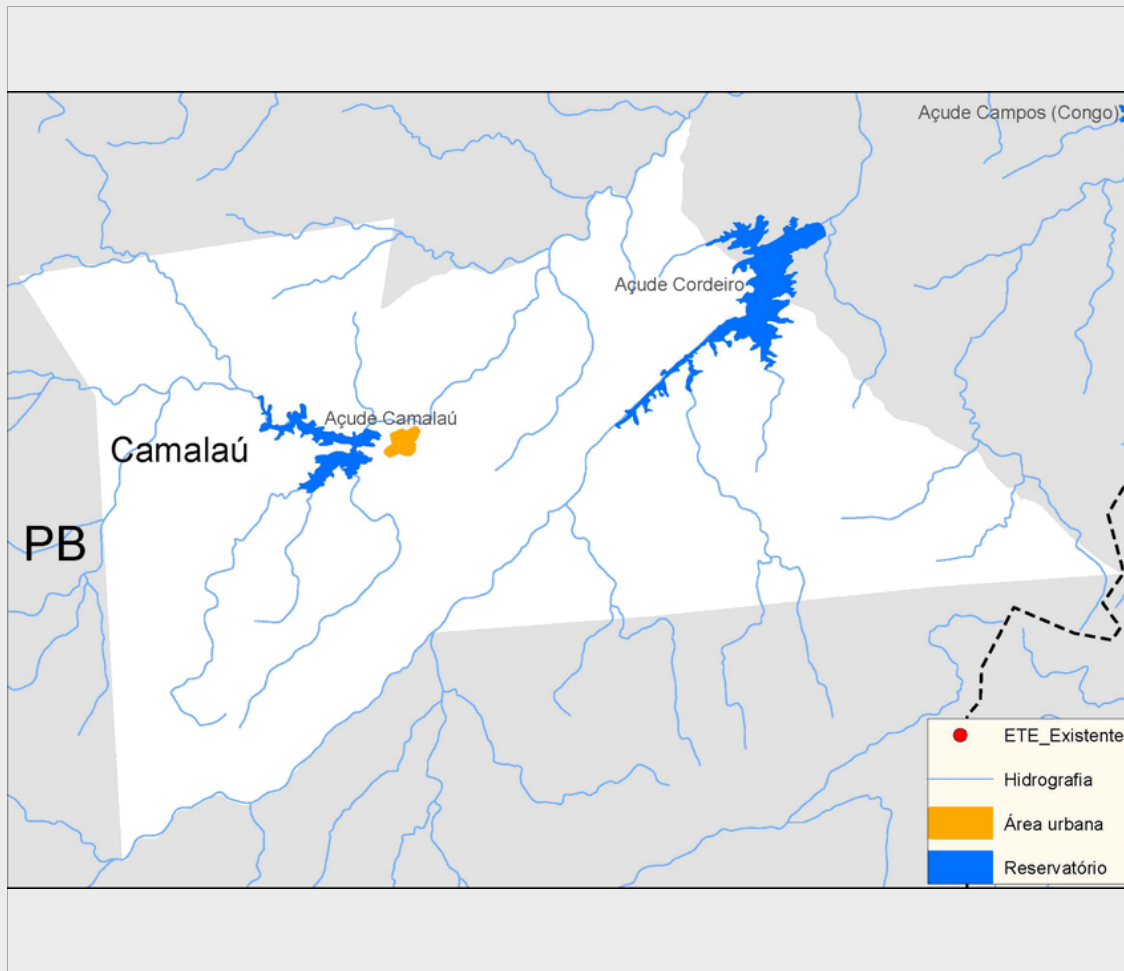 Açude Campos (Congo)
Açude Cordeiro
Açude Camalaú
Camalaú
PB
ETE_Existente
Hidrografia
Área urbana
Reservatório